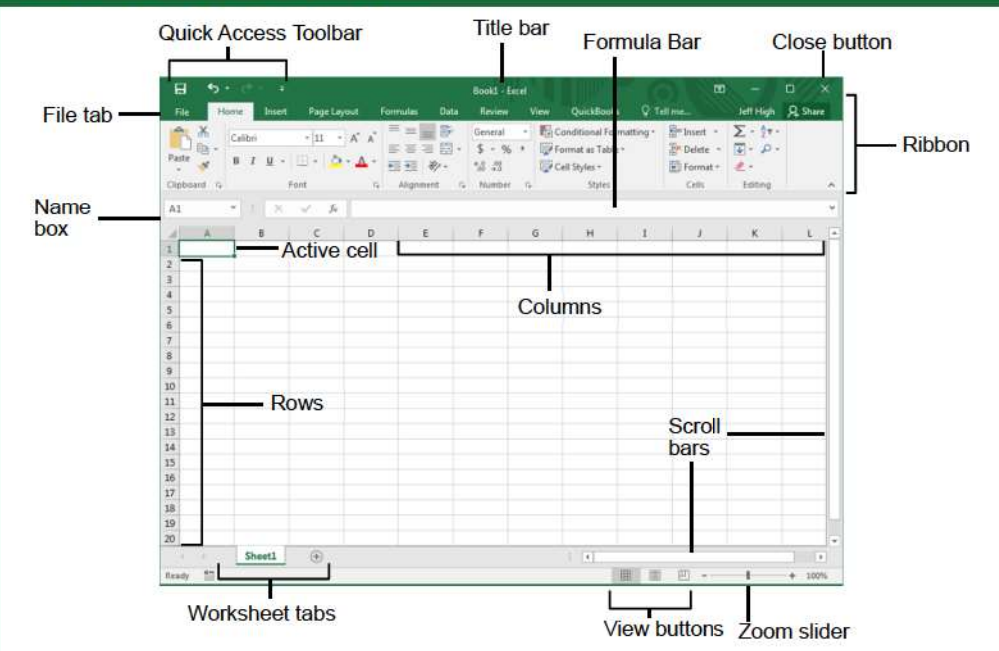 Quick Access Toolbar
Title bar
Formula Bar
Close button
Book1 - Excel
File tab
File Home Insert Page Layout Formulas Data Review View QuickBooks Tell me... Jeff High Share
Ribbon
Calibri 11 General Conditional Formatting Insert
Paste B I U $ % Format as Table Delete
Cell Styles Format
Clipboard Font Alignment Number Styles Cells Editing
Name
box
A1 fx
A B C D E F G H I J K L
1
Active cell
2
3
4
Columns
5
6
7
8
9
10
11
Rows
12
Scroll
bars
13
14
15
16
17
18
19
20
Sheet1
Ready 100%
Worksheet tabs
View buttons
Zoom slider